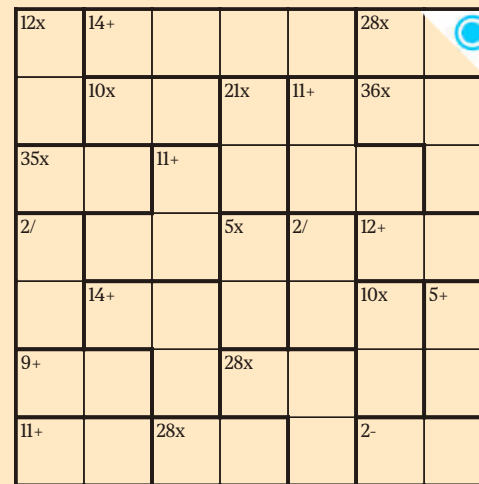 12x 14+ 28x
10x 21x 11+ 36x
35x 11+
2/ 5x 2/ 12+
14+ 10x 5+
9+ 28x
11+ 28x 2-